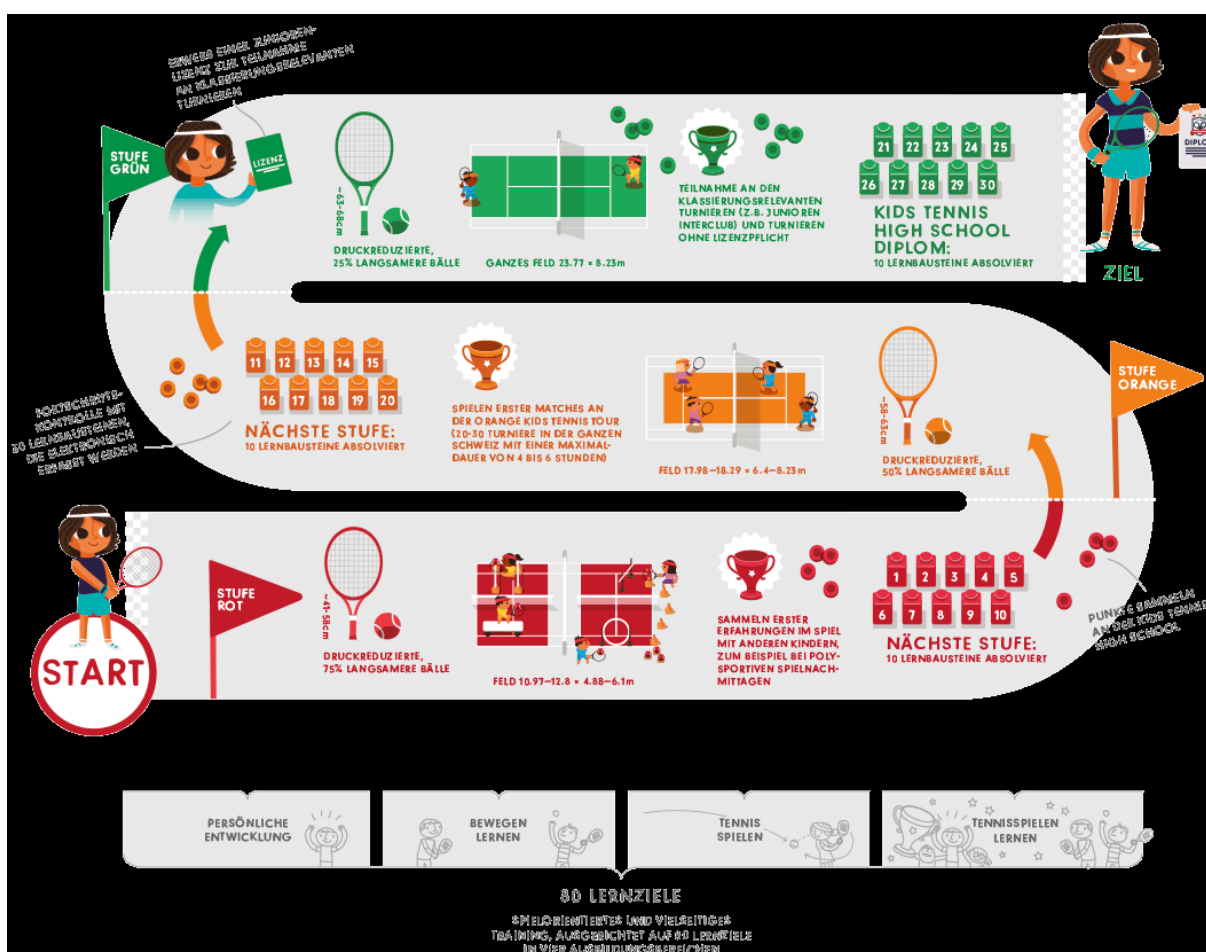 ERWERB EINER JUNIOREN-
LIZENZ ZUR TEILNAHME
AN KLASSIERUNGSRELEVANTEN
TURNIEREN
STUFE
GRÜN
LIZENZ
~63-68cm
DRUCKREDUZIERTE,
25% LANGSAMERE BÄLLE
GANZES FELD 23.77 × 8.23m
TEILNAHME AN DEN
KLASSIERUNGSRELEVANTEN
TURNIEREN (Z.B. JUNIOREN
INTERCLUB) UND TURNIEREN
OHNE LIZENZPFLICHT
21 22 23 24 25
26 27 28 29 30
KIDS TENNIS
HIGH SCHOOL
DIPLOM:
10 LERNBAUSTEINE ABSOLVIERT
ZIEL
FORTSCHRITTS-
KONTROLLE MIT
30 LERNBAUSTEINEN,
DIE ELEKTRONISCH
ERFASST WERDEN
11 12 13 14 15
16 17 18 19 20
NÄCHSTE STUFE:
10 LERNBAUSTEINE ABSOLVIERT
SPIELEN ERSTER MATCHES AN
DER ORANGE KIDS TENNIS TOUR
(20-30 TURNIERE IN DER GANZEN
SCHWEIZ MIT EINER MAXIMAL-
DAUER VON 4 BIS 6 STUNDEN)
FELD 17.98–18.29 × 6.4–8.23m
~58-63cm
DRUCKREDUZIERTE,
50% LANGSAMERE BÄLLE
STUFE
ORANGE
START
STUFE
ROT
~41-58cm
DRUCKREDUZIERTE,
75% LANGSAMERE BÄLLE
FELD 10.97–12.8 × 4.88–6.1m
SAMMELN ERSTER
ERFAHRUNGEN IM SPIEL
MIT ANDEREN KINDERN,
ZUM BEISPIEL BEI POLY-
SPORTIVEN SPIELNACH-
MITTAGEN
1 2 3 4 5
6 7 8 9 10
NÄCHSTE STUFE:
10 LERNBAUSTEINE ABSOLVIERT
PUNKTE SAMMELN
AN DER KIDS TENNIS
HIGH SCHOOL
PERSÖNLICHE
ENTWICKLUNG
BEWEGEN
LERNEN
TENNIS
SPIELEN
TENNISSPIELEN
LERNEN
80 LERNZIELE
SPIELORIENTIERTES UND VIELSEITIGES
TRAINING, AUSGERICHTET AUF 80 LERNZIELE
IN VIER AUSBILDUNGSBEREICHEN